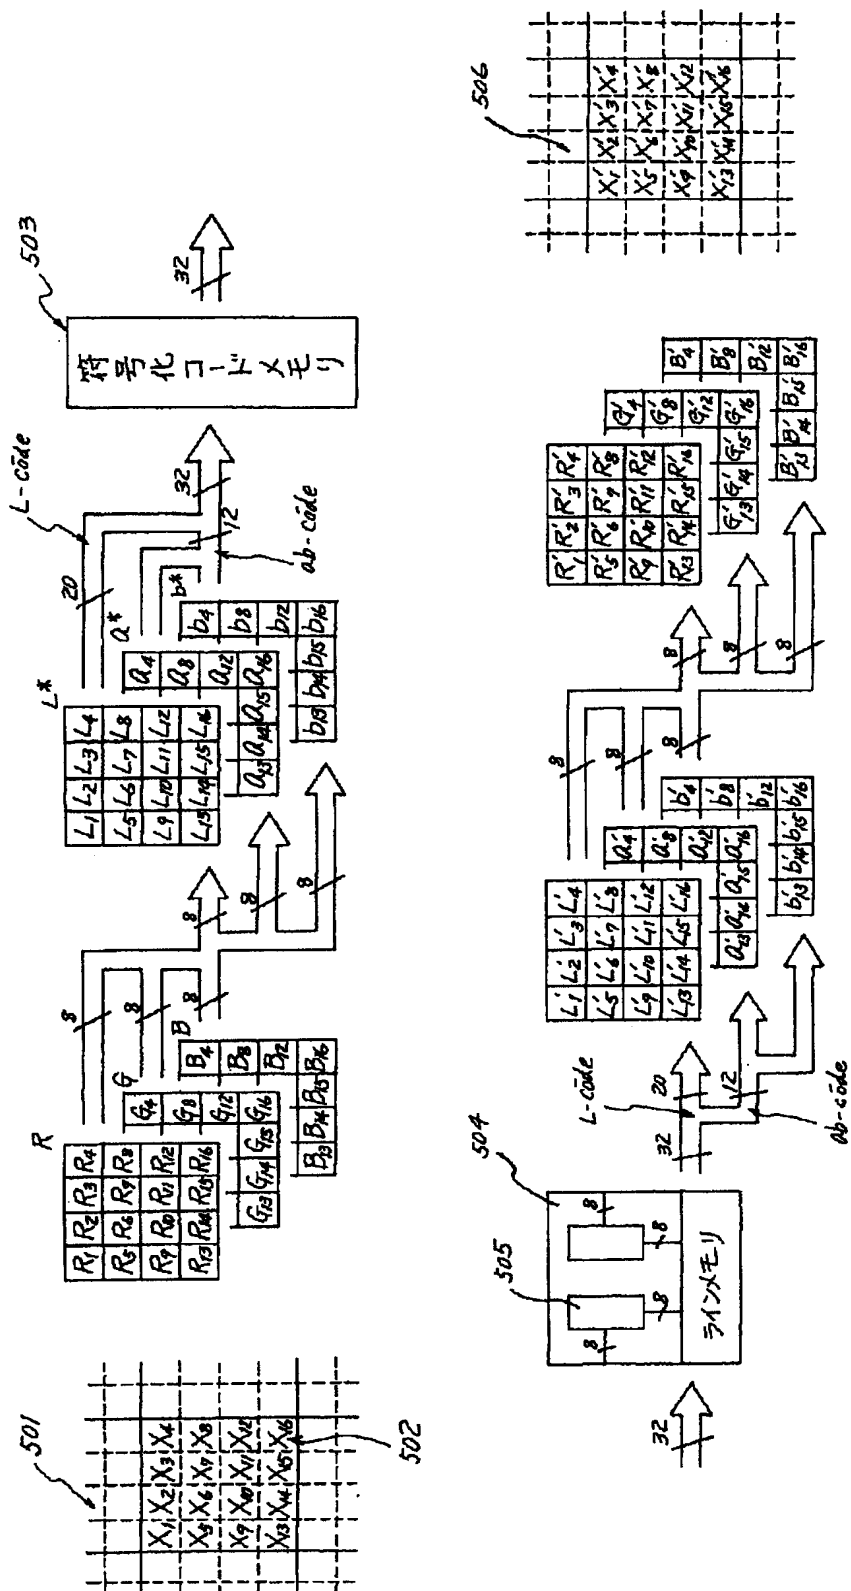 501
X1 X2 X3 X4
X5 X6 X7 X8
X9 X10 X11 X12
X13 X14 X15 X16
502
R
R1 R2 R3 R4
R5 R6 R7 R8
R9 R10 R11 R12
R13 R14 R15 R16
G
G4
G8
G12
G13 G14 G15 G16
B
B4
B8
B12
B13 B14 B15 B16
8
8
8
8
8
8
L*
L1 L2 L3 L4
L5 L6 L7 L8
L9 L10 L11 L12
L13 L14 L15 L16
a*
a4
a8
a12
a13 a14 a15 a16
b*
b4
b8
b12
b13 b14 b15 b16
20
L-code
12
ab-code
32
503
符号化コードメモリ
32
32
504
505
8
8
8
8
ラインメモリ
32
L-code
20
12
ab-code
L'1 L'2 L'3 L'4
L'5 L'6 L'7 L'8
L'9 L'10 L'11 L'12
L'13 L'14 L'15 L'16
a'4
a'8
a'12
a'13 a'14 a'15 a'16
b'4
b'8
b'12
b'13 b'14 b'15 b'16
8
8
8
8
8
8
R'1 R'2 R'3 R'4
R'5 R'6 R'7 R'8
R'9 R'10 R'11 R'12
R'13 R'14 R'15 R'16
G'4
G'8
G'12
G'13 G'14 G'15 G'16
B'4
B'8
B'12
B'13 B'14 B'15 B'16
506
X'1 X'2 X'3 X'4
X'5 X'6 X'7 X'8
X'9 X'10 X'11 X'12
X'13 X'14 X'15 X'16